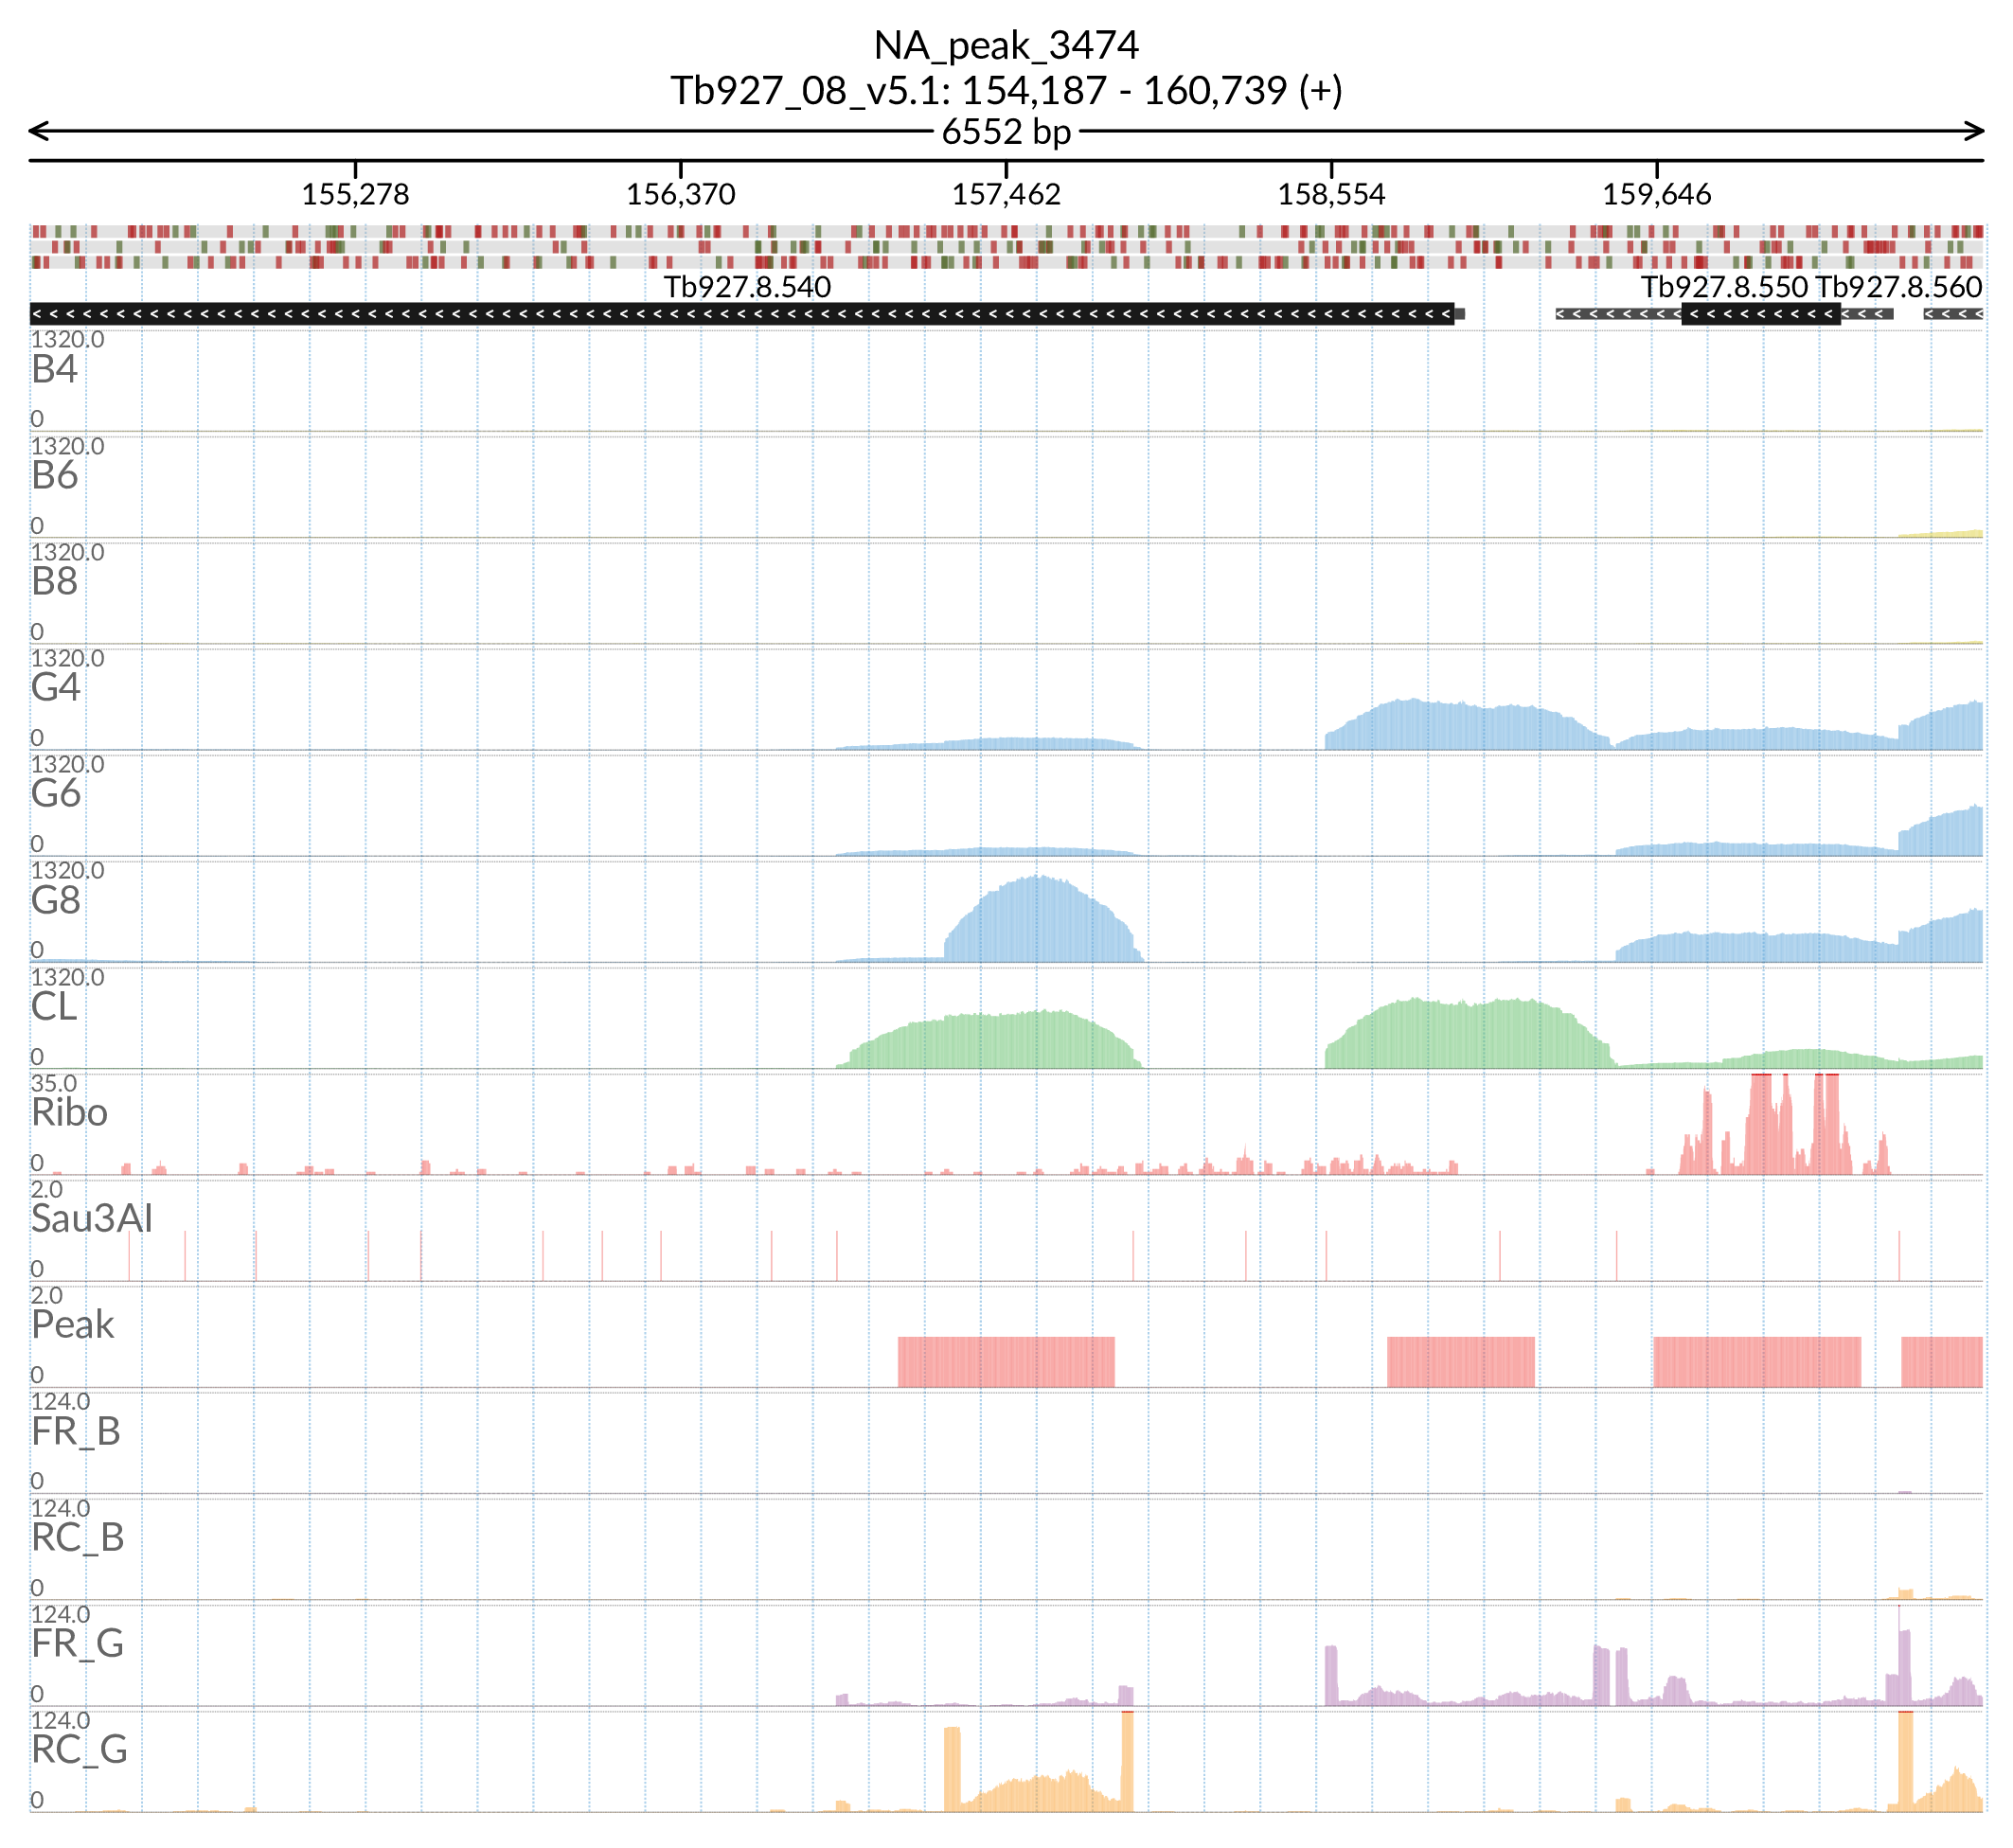 NA_peak_3474
Tb927_08_v5.1: 154,187 - 160,739 (+)
6552 bp
155,278 156,370 157,462 158,554 159,646
Tb927.8.540 Tb927.8.550 Tb927.8.560
1320.0
B4
0
1320.0
B6
0
1320.0
B8
0
1320.0
G4
0
1320.0
G6
0
1320.0
G8
0
1320.0
CL
0
35.0
Ribo
0
2.0
Sau3AI
0
2.0
Peak
0
124.0
FR_B
0
124.0
RC_B
0
124.0
FR_G
0
124.0
RC_G
0